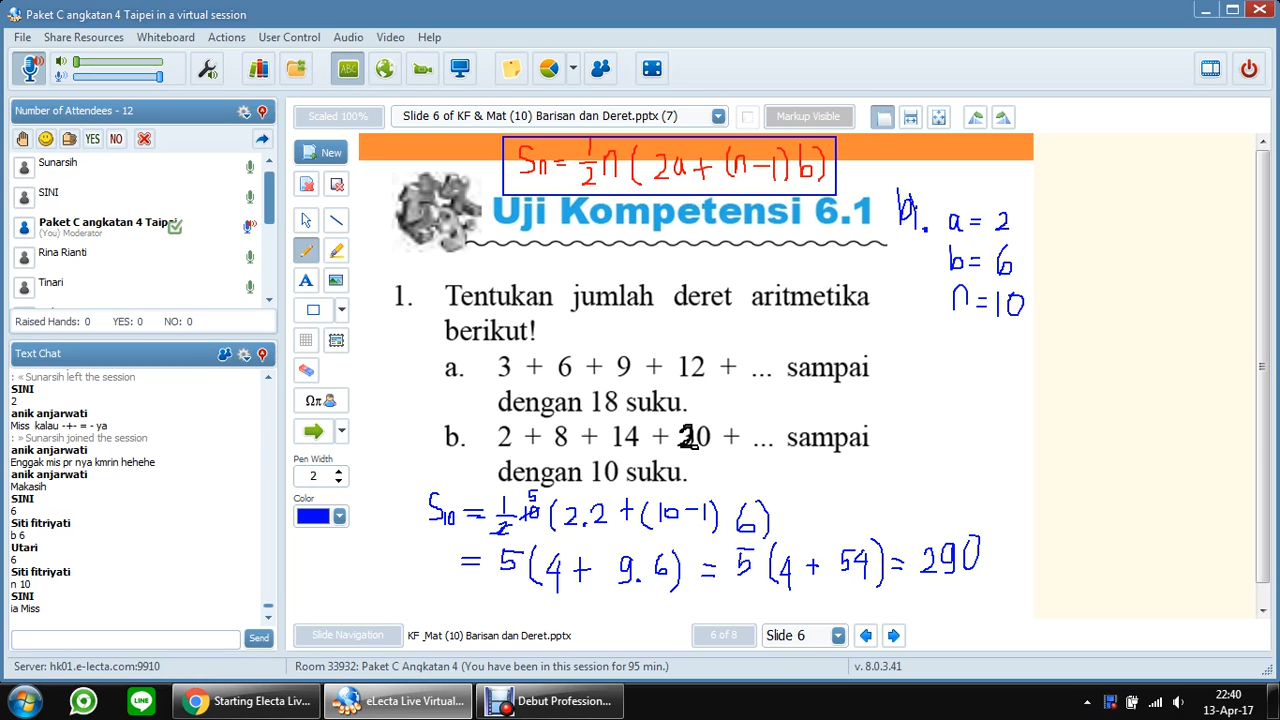 Paket C angkatan 4 Taipei in a virtual session
File Share Resources Whiteboard Actions User Control Audio Video Help
ABC
Number of Attendees - 12
YES NO
Sunarsih
SINI
Paket C angkatan 4 Taipei
(You) Moderator
Rina Rianti
Tinari
Raised Hands: 0 YES: 0 NO: 0
Text Chat
: » Sunarsih left the session
SINI
2
anik anjarwati
Miss kalau -+- = - ya
: » Sunarsih joined the session
anik anjarwati
Enggak mis pr nya kmrin hehehe
anik anjarwati
Makasih
SINI
6
Siti fitriyati
b 6
Utari
6
Siti fitriyati
n 10
SINI
ia Miss
Send
Scaled 100%
Slide 6 of KF & Mat (10) Barisan dan Deret.pptx (7)
Markup Visible
New
A
Ωπ
Pen Width
2
Color
Sn = 1/2 n (2a + (n-1) b)
Uji Kompetensi 6.1
b. a = 2
b = 6
n = 10
1. Tentukan jumlah deret aritmetika
berikut!
a. 3 + 6 + 9 + 12 + ... sampai
dengan 18 suku.
b. 2 + 8 + 14 + 20 + ... sampai
dengan 10 suku.
S10 = 1/2 10 5 (2.2 + (10-1) 6)
= 5 (4 + 9.6) = 5 (4 + 54) = 290
Slide Navigation
KF _Mat (10) Barisan dan Deret.pptx
6 of 8
Slide 6
Server: hk01.e-lecta.com:9910
Room 33932: Paket C Angkatan 4 (You have been in this session for 95 min.)
v. 8.0.3.41
LINE
Starting Electa Liv...
eLecta Live Virtual...
Debut Profession...
22:40
13-Apr-17